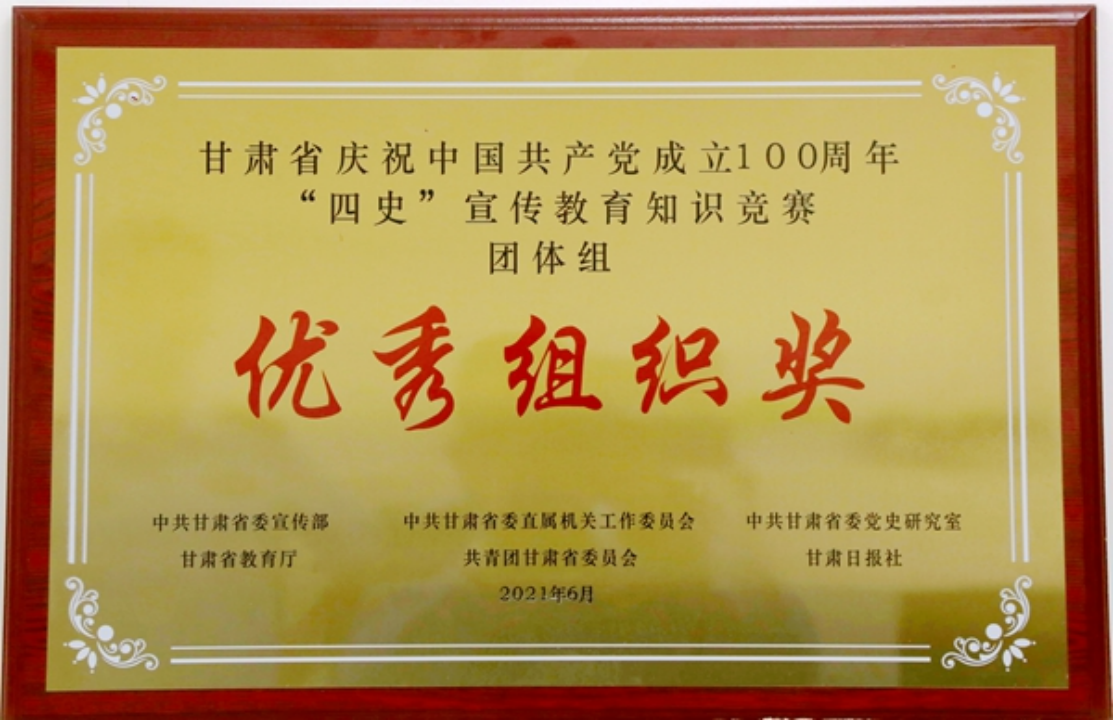 甘肃省庆祝中国共产党成立100周年
“四史”宣传教育知识竞赛
团体组
优秀组织奖
中共甘肃省委宣传部 中共甘肃省委直属机关工作委员会 中共甘肃省委党史研究室
甘肃省教育厅 共青团甘肃省委员会 甘肃日报社
2021年6月